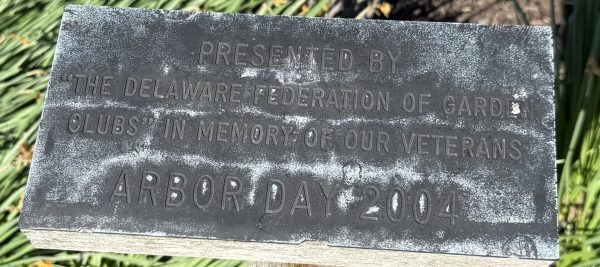 PRESENTED BY
"THE DELAWARE FEDERATION OF GARDEN
CLUBS" IN MEMORY OF OUR VETERANS
ARBOR DAY 2004